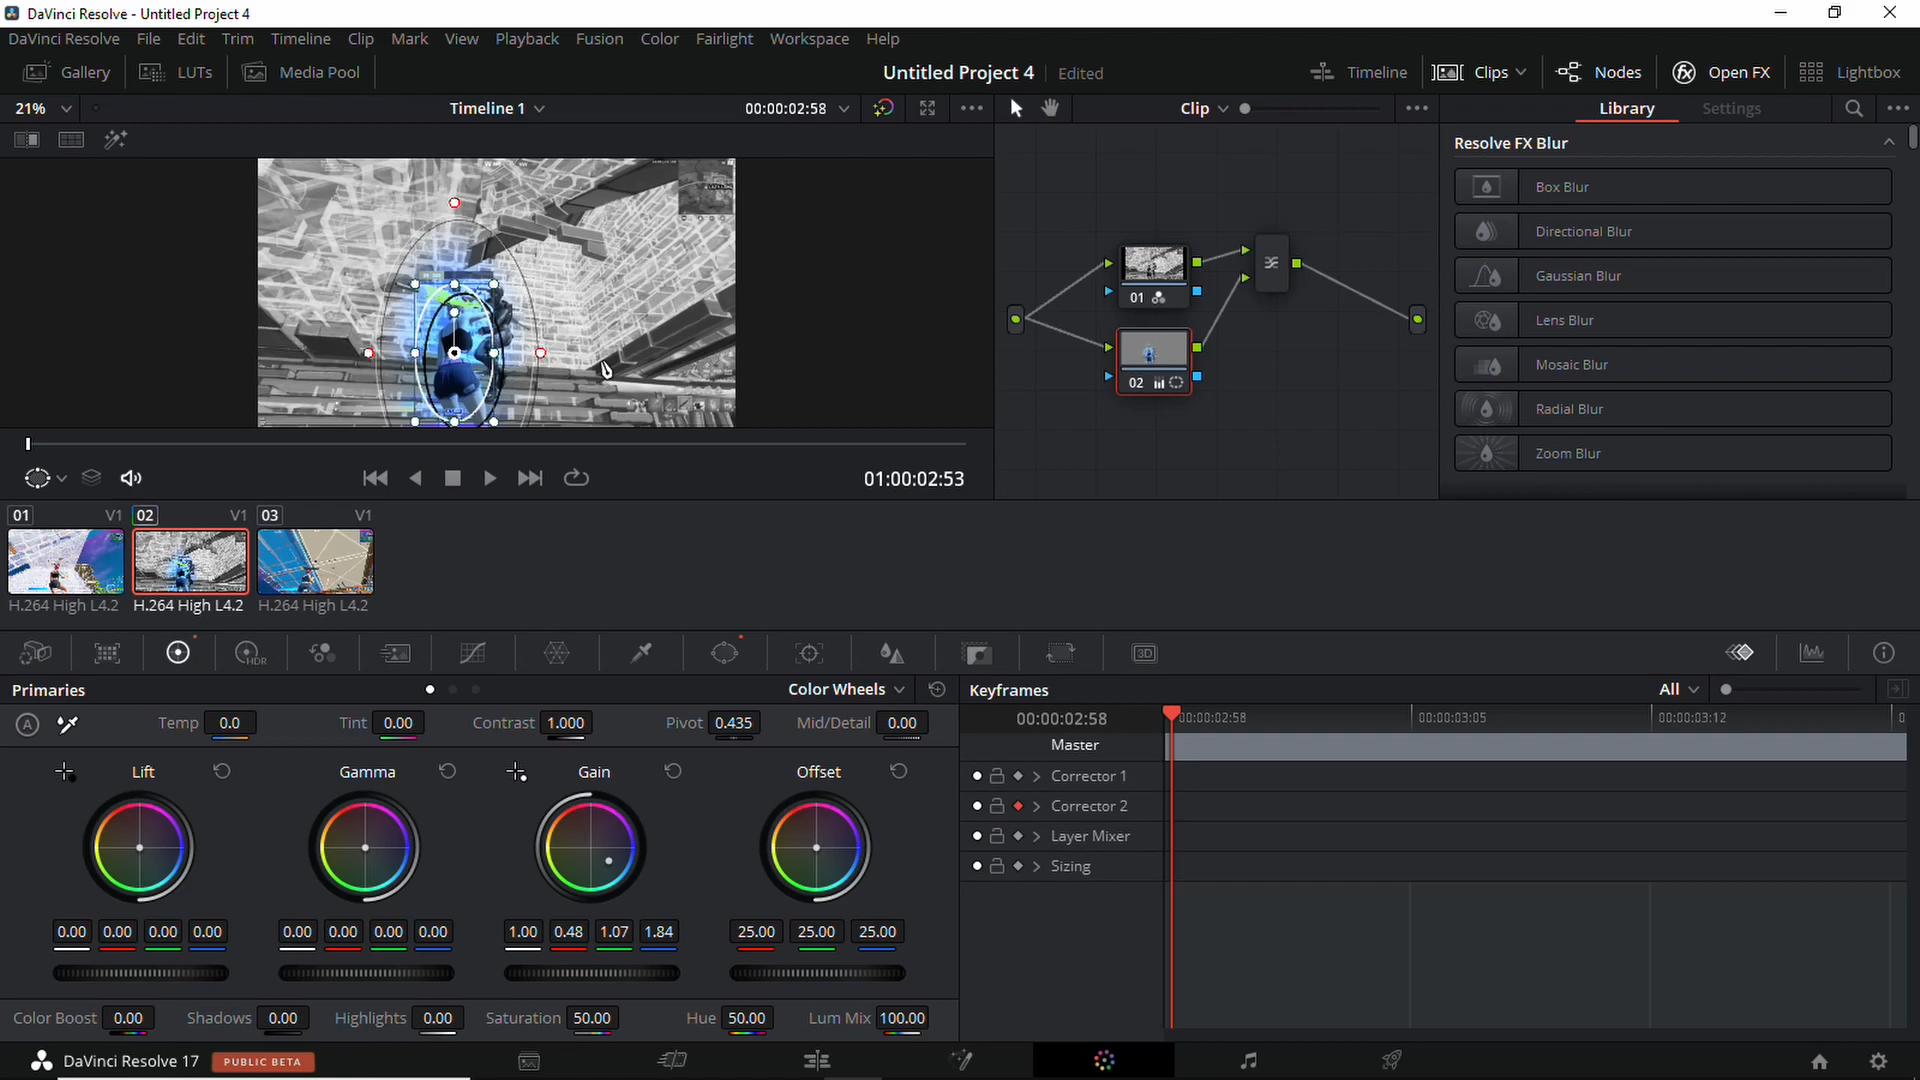 DaVinci Resolve - Untitled Project 4
DaVinci Resolve File Edit Trim Timeline Clip Mark View Playback Fusion Color Fairlight Workspace Help
Gallery LUTs Media Pool Untitled Project 4 Edited Timeline Clips Nodes Open FX Lightbox
21% Timeline 1 00:00:02:58 Clip Library Settings
Resolve FX Blur
Box Blur
Directional Blur
Gaussian Blur
Lens Blur
Mosaic Blur
Radial Blur
Zoom Blur
01
02
01:00:02:53
01 V1 02 V1 03 V1
H.264 High L4.2 H.264 High L4.2 H.264 High L4.2
HDR 3D
Primaries Color Wheels Keyframes All
A Temp 0.0 Tint 0.00 Contrast 1.000 Pivot 0.435 Mid/Detail 0.00
00:00:02:58 00:00:02:58 00:00:03:05 00:00:03:12 0
Master
Lift Gamma Gain Offset
Corrector 1
Corrector 2
Layer Mixer
Sizing
0.00 0.00 0.00 0.00 0.00 0.00 0.00 0.00 1.00 0.48 1.07 1.84 25.00 25.00 25.00
Color Boost 0.00 Shadows 0.00 Highlights 0.00 Saturation 50.00 Hue 50.00 Lum Mix 100.00
DaVinci Resolve 17 PUBLIC BETA